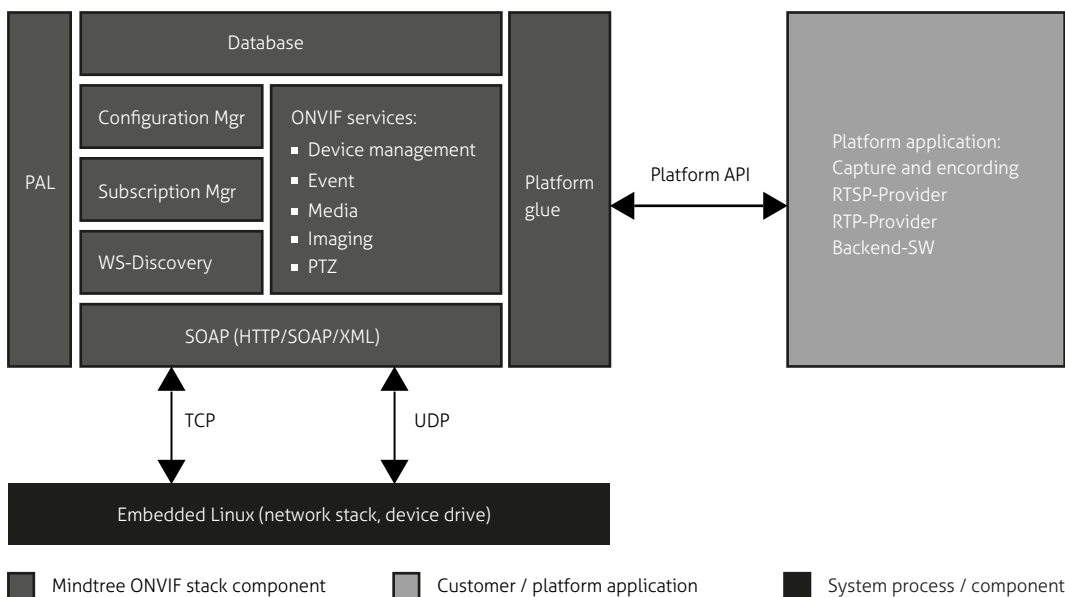 Database
PAL
Configuration Mgr
Subscription Mgr
WS-Discovery
ONVIF services:
▪ Device management
▪ Event
▪ Media
▪ Imaging
▪ PTZ
SOAP (HTTP/SOAP/XML)
Platform
glue
Platform API
Platform application:
Capture and encording
RTSP-Provider
RTP-Provider
Backend-SW
TCP
UDP
Embedded Linux (network stack, device drive)
Mindtree ONVIF stack component
Customer / platform application
System process / component